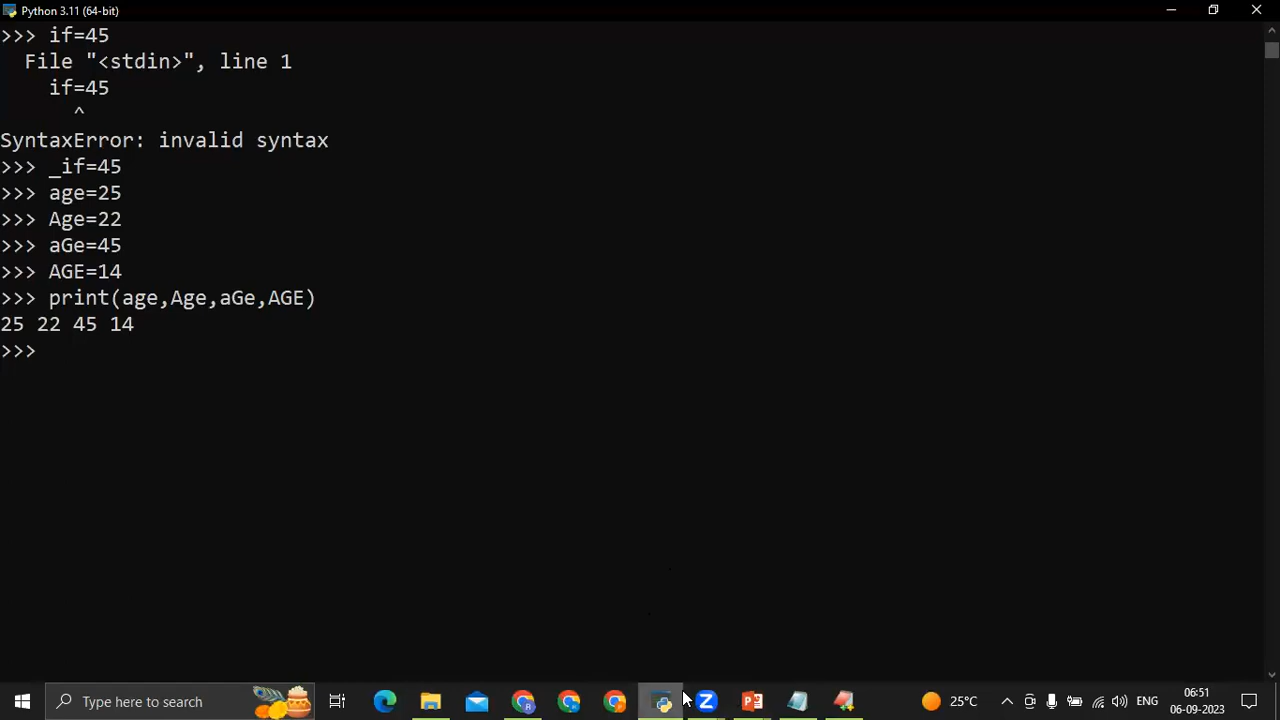 Python 3.11 (64-bit)
>>> if=45
  File "<stdin>", line 1
    if=45
      ^
SyntaxError: invalid syntax
>>> _if=45
>>> age=25
>>> Age=22
>>> aGe=45
>>> AGE=14
>>> print(age,Age,aGe,AGE)
25 22 45 14
>>>
Type here to search
25°C
ENG
06:51
06-09-2023